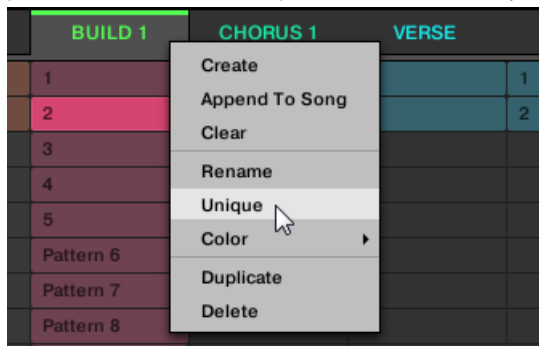 BUILD 1 CHORUS 1 VERSE
1 Create 1
2 Append To Song 2
Clear
3
4 Rename
5 Unique
Color
Pattern 6
Pattern 7 Duplicate
Pattern 8 Delete